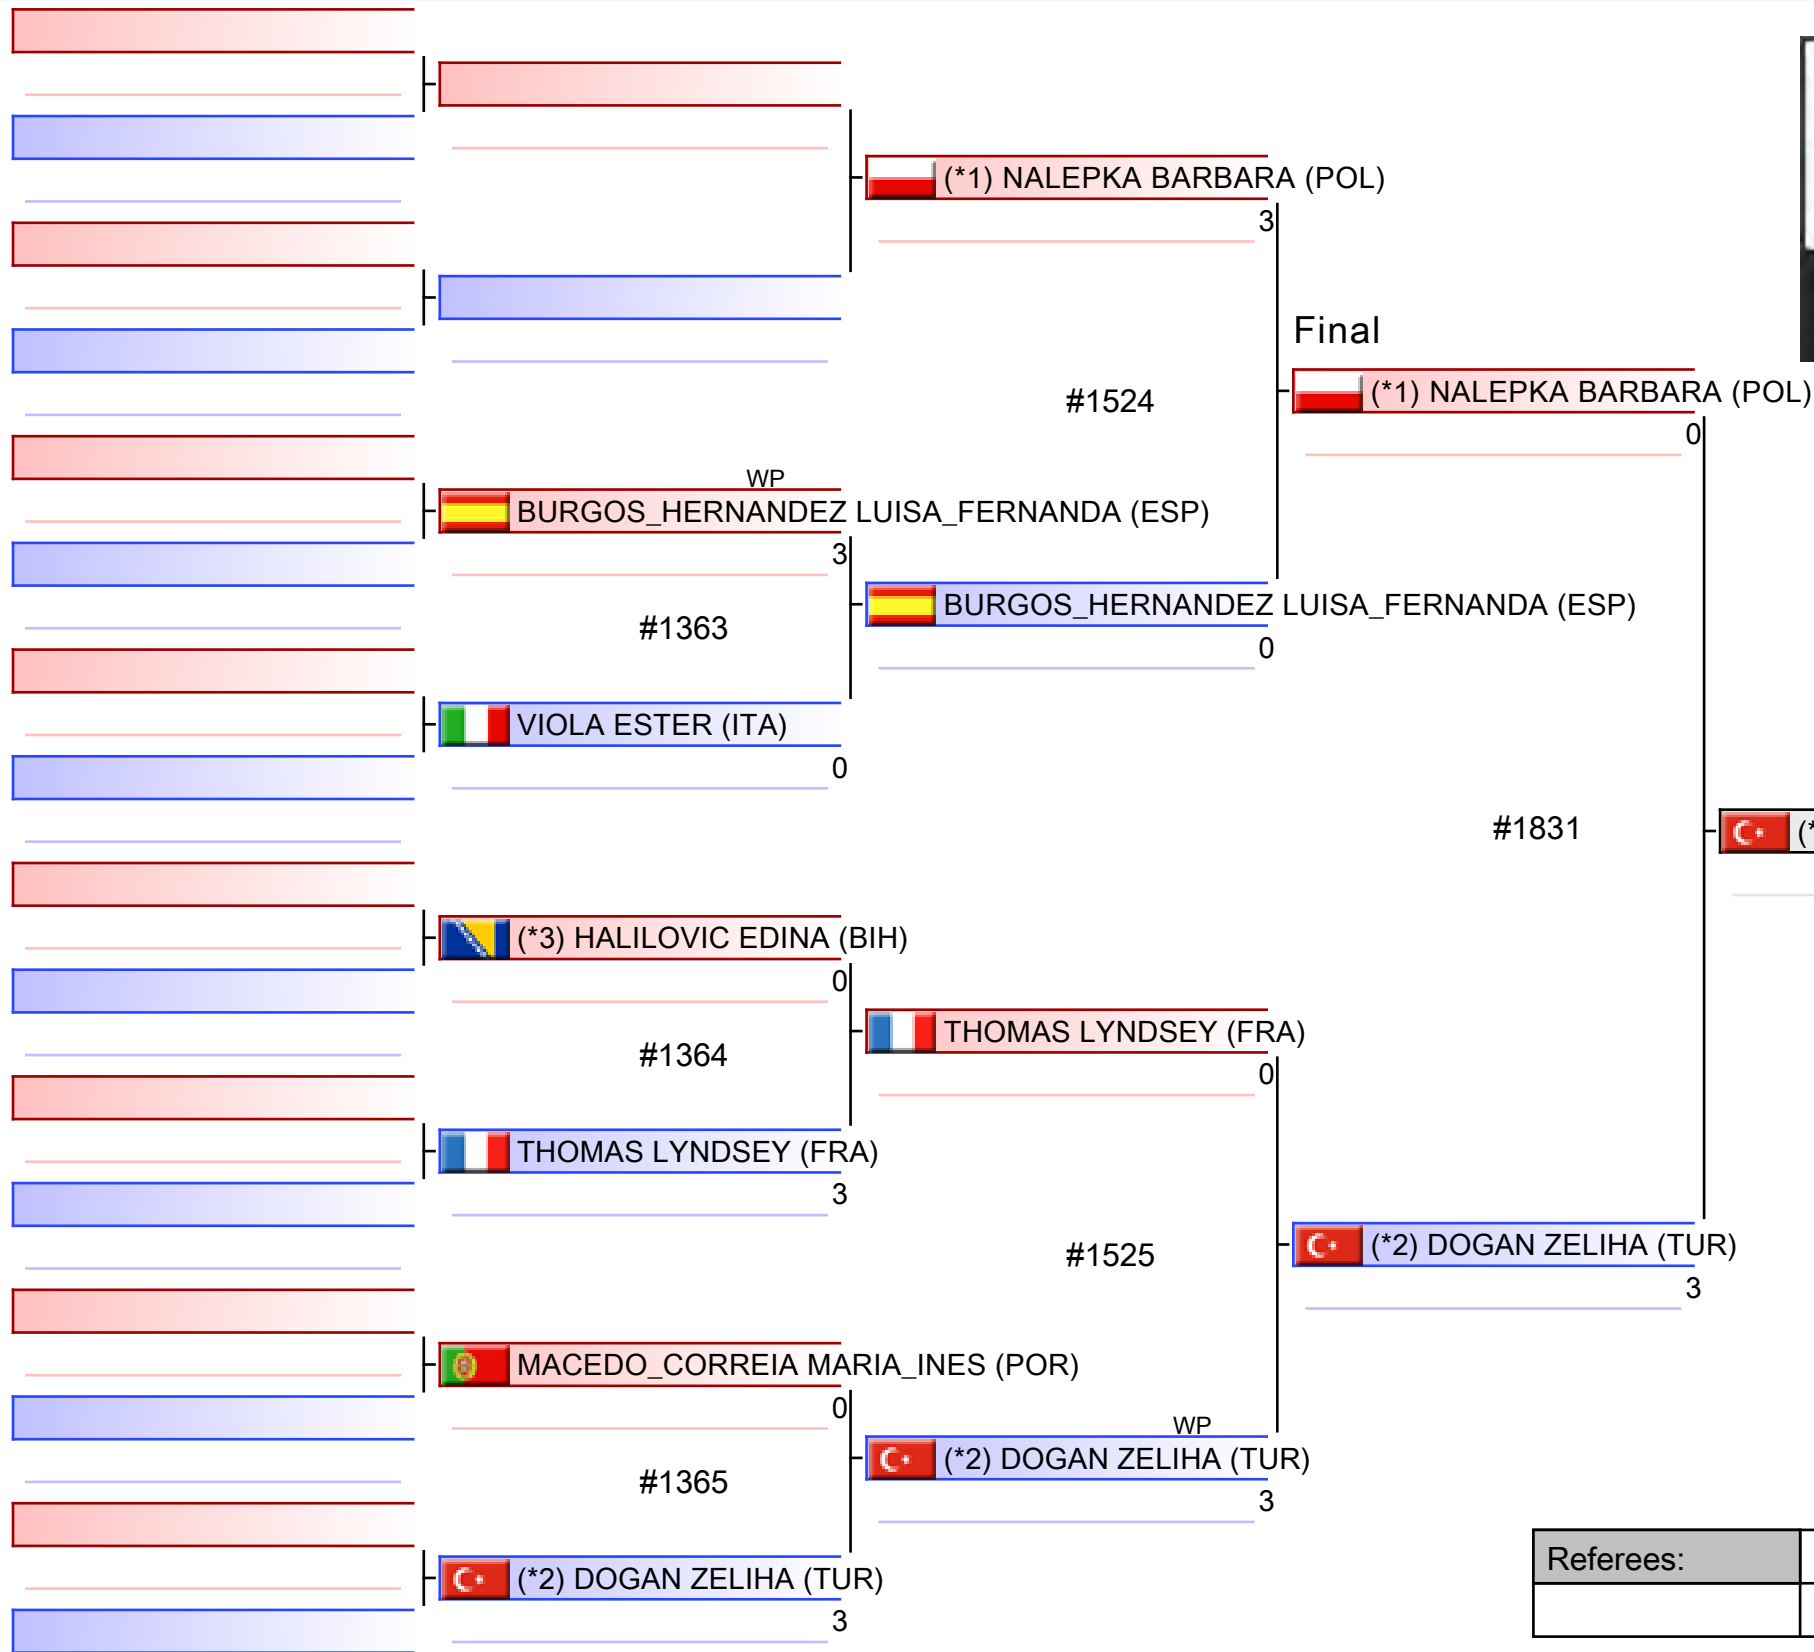 (*1) NALEPKA BARBARA (POL)
3
Final
#1524
(*1) NALEPKA BARBARA (POL)
0
WP
BURGOS_HERNANDEZ LUISA_FERNANDA (ESP)
3
BURGOS_HERNANDEZ LUISA_FERNANDA (ESP)
#1363
0
VIOLA ESTER (ITA)
0
#1831
(*
(*3) HALILOVIC EDINA (BIH)
0
THOMAS LYNDSEY (FRA)
#1364
0
THOMAS LYNDSEY (FRA)
3
#1525
(*2) DOGAN ZELIHA (TUR)
3
MACEDO_CORREIA MARIA_INES (POR)
0
WP
(*2) DOGAN ZELIHA (TUR)
#1365
3
Referees:
(*2) DOGAN ZELIHA (TUR)
3